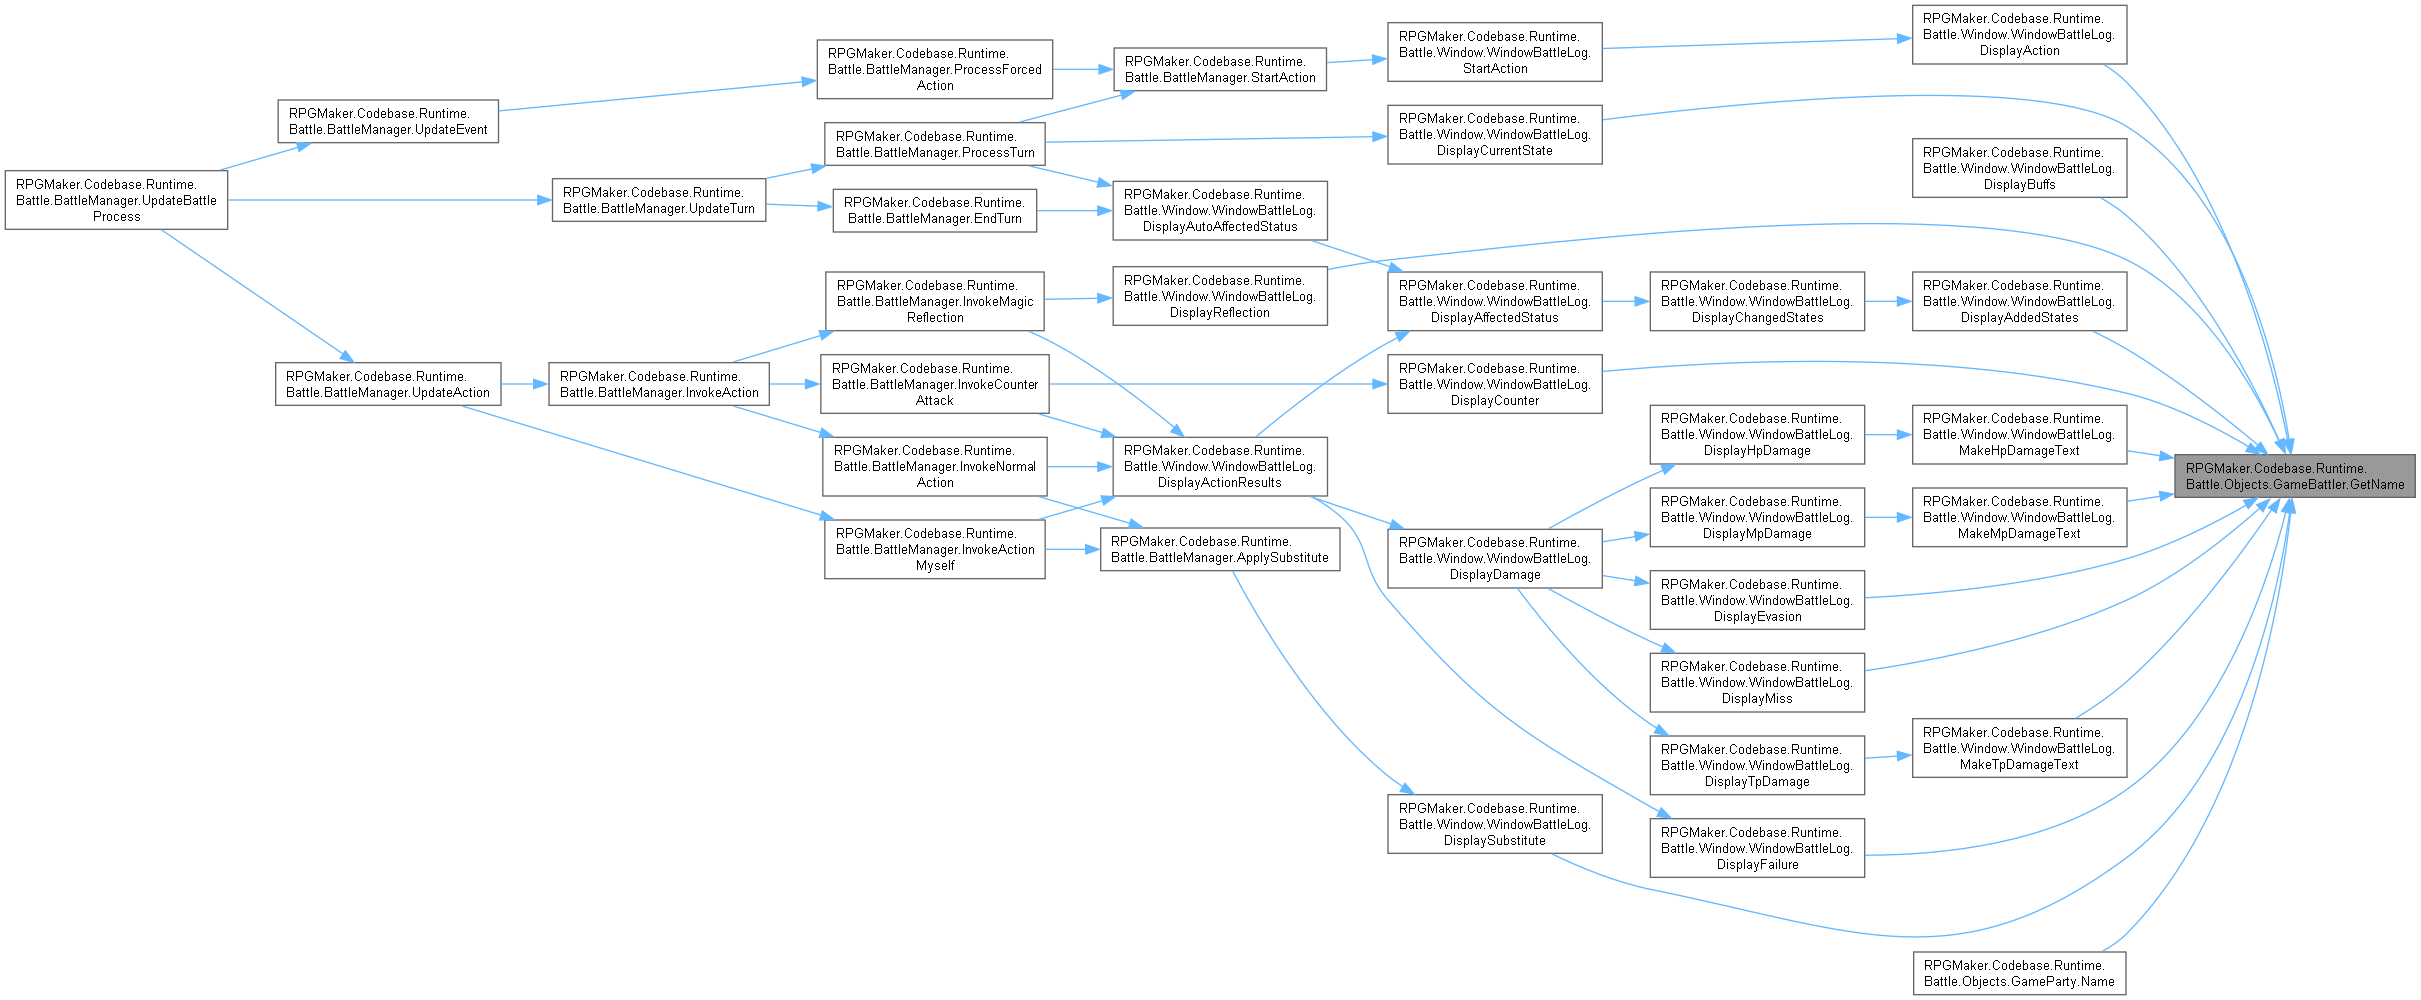 RPGMaker.Codebase.Runtime.
Battle.BattleManager.UpdateBattle
Process
RPGMaker.Codebase.Runtime.
Battle.BattleManager.UpdateEvent
RPGMaker.Codebase.Runtime.
Battle.BattleManager.UpdateAction
RPGMaker.Codebase.Runtime.
Battle.BattleManager.UpdateTurn
RPGMaker.Codebase.Runtime.
Battle.BattleManager.InvokeAction
RPGMaker.Codebase.Runtime.
Battle.BattleManager.ProcessForced
Action
RPGMaker.Codebase.Runtime.
Battle.BattleManager.ProcessTurn
RPGMaker.Codebase.Runtime.
Battle.BattleManager.EndTurn
RPGMaker.Codebase.Runtime.
Battle.BattleManager.InvokeMagic
Reflection
RPGMaker.Codebase.Runtime.
Battle.BattleManager.InvokeCounter
Attack
RPGMaker.Codebase.Runtime.
Battle.BattleManager.InvokeNormal
Action
RPGMaker.Codebase.Runtime.
Battle.BattleManager.InvokeAction
Myself
RPGMaker.Codebase.Runtime.
Battle.BattleManager.StartAction
RPGMaker.Codebase.Runtime.
Battle.Window.WindowBattleLog.
DisplayAutoAffectedStatus
RPGMaker.Codebase.Runtime.
Battle.Window.WindowBattleLog.
DisplayReflection
RPGMaker.Codebase.Runtime.
Battle.Window.WindowBattleLog.
DisplayActionResults
RPGMaker.Codebase.Runtime.
Battle.BattleManager.ApplySubstitute
RPGMaker.Codebase.Runtime.
Battle.Window.WindowBattleLog.
StartAction
RPGMaker.Codebase.Runtime.
Battle.Window.WindowBattleLog.
DisplayCurrentState
RPGMaker.Codebase.Runtime.
Battle.Window.WindowBattleLog.
DisplayAffectedStatus
RPGMaker.Codebase.Runtime.
Battle.Window.WindowBattleLog.
DisplayCounter
RPGMaker.Codebase.Runtime.
Battle.Window.WindowBattleLog.
DisplayDamage
RPGMaker.Codebase.Runtime.
Battle.Window.WindowBattleLog.
DisplaySubstitute
RPGMaker.Codebase.Runtime.
Battle.Window.WindowBattleLog.
DisplayChangedStates
RPGMaker.Codebase.Runtime.
Battle.Window.WindowBattleLog.
DisplayHpDamage
RPGMaker.Codebase.Runtime.
Battle.Window.WindowBattleLog.
DisplayMpDamage
RPGMaker.Codebase.Runtime.
Battle.Window.WindowBattleLog.
DisplayEvasion
RPGMaker.Codebase.Runtime.
Battle.Window.WindowBattleLog.
DisplayMiss
RPGMaker.Codebase.Runtime.
Battle.Window.WindowBattleLog.
DisplayTpDamage
RPGMaker.Codebase.Runtime.
Battle.Window.WindowBattleLog.
DisplayFailure
RPGMaker.Codebase.Runtime.
Battle.Window.WindowBattleLog.
DisplayAction
RPGMaker.Codebase.Runtime.
Battle.Window.WindowBattleLog.
DisplayBuffs
RPGMaker.Codebase.Runtime.
Battle.Window.WindowBattleLog.
DisplayAddedStates
RPGMaker.Codebase.Runtime.
Battle.Window.WindowBattleLog.
MakeHpDamageText
RPGMaker.Codebase.Runtime.
Battle.Window.WindowBattleLog.
MakeMpDamageText
RPGMaker.Codebase.Runtime.
Battle.Window.WindowBattleLog.
MakeTpDamageText
RPGMaker.Codebase.Runtime.
Battle.Objects.GameParty.Name
RPGMaker.Codebase.Runtime.
Battle.Objects.GameBattler.GetName